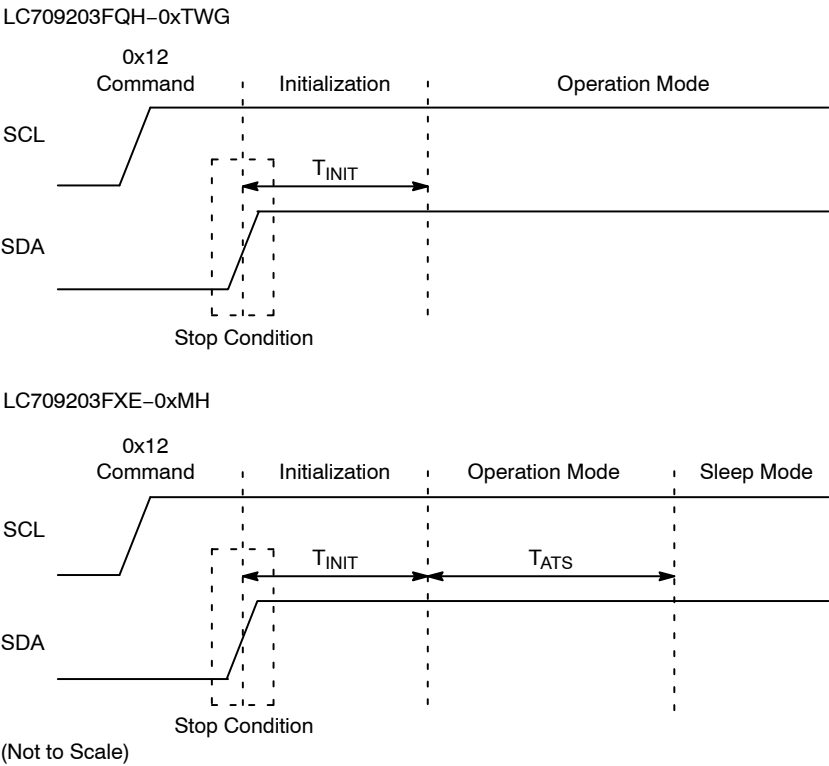 LC709203FQH−0xTWG
0x12
Command
Initialization
Operation Mode
SCL
TINIT
SDA
Stop Condition
LC709203FXE−0xMH
0x12
Command
Initialization
Operation Mode
Sleep Mode
SCL
TINIT
TATS
SDA
Stop Condition
(Not to Scale)